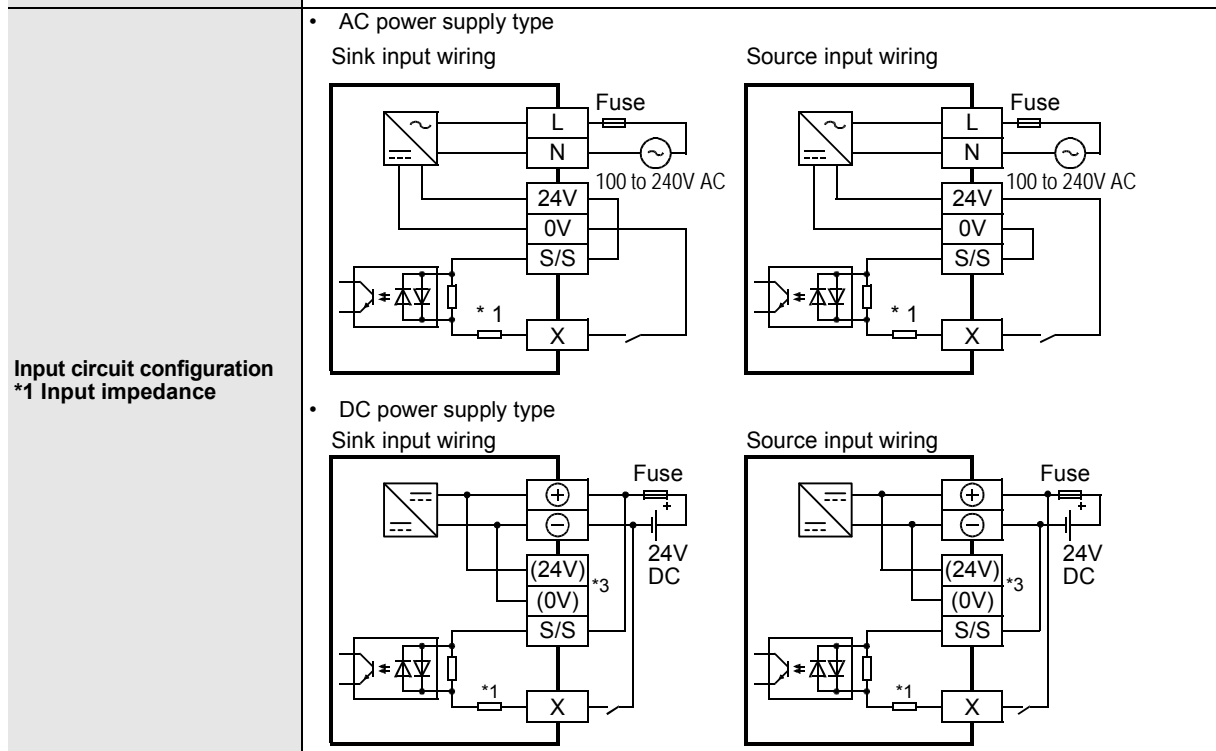 Input circuit configuration
*1 Input impedance
• AC power supply type
Sink input wiring
Fuse
L
N
100 to 240V AC
24V
0V
S/S
* 1
X
Source input wiring
Fuse
L
N
100 to 240V AC
24V
0V
S/S
* 1
X
• DC power supply type
Sink input wiring
Fuse
+
24V
DC
(24V)
*3
(0V)
S/S
*1
X
Source input wiring
Fuse
+
24V
DC
(24V)
*3
(0V)
S/S
*1
X